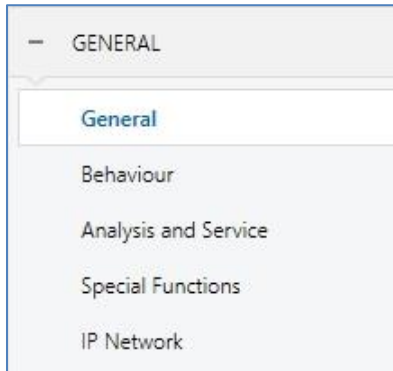 GENERAL
General
Behaviour
Analysis and Service
Special Functions
IP Network